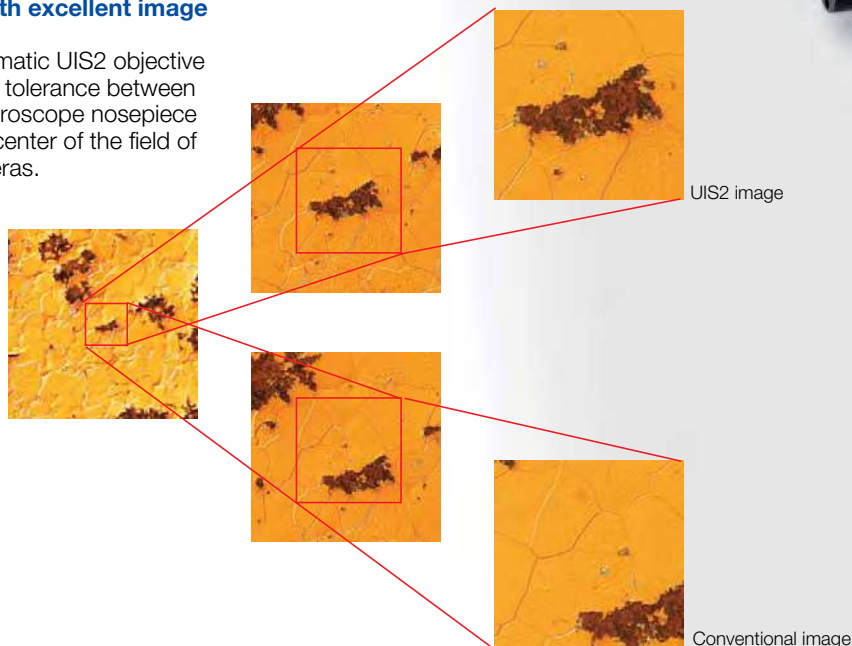 th excellent image
matic UIS2 objective
tolerance between
roscope nosepiece
center of the field of
eras.
UIS2 image
Conventional image